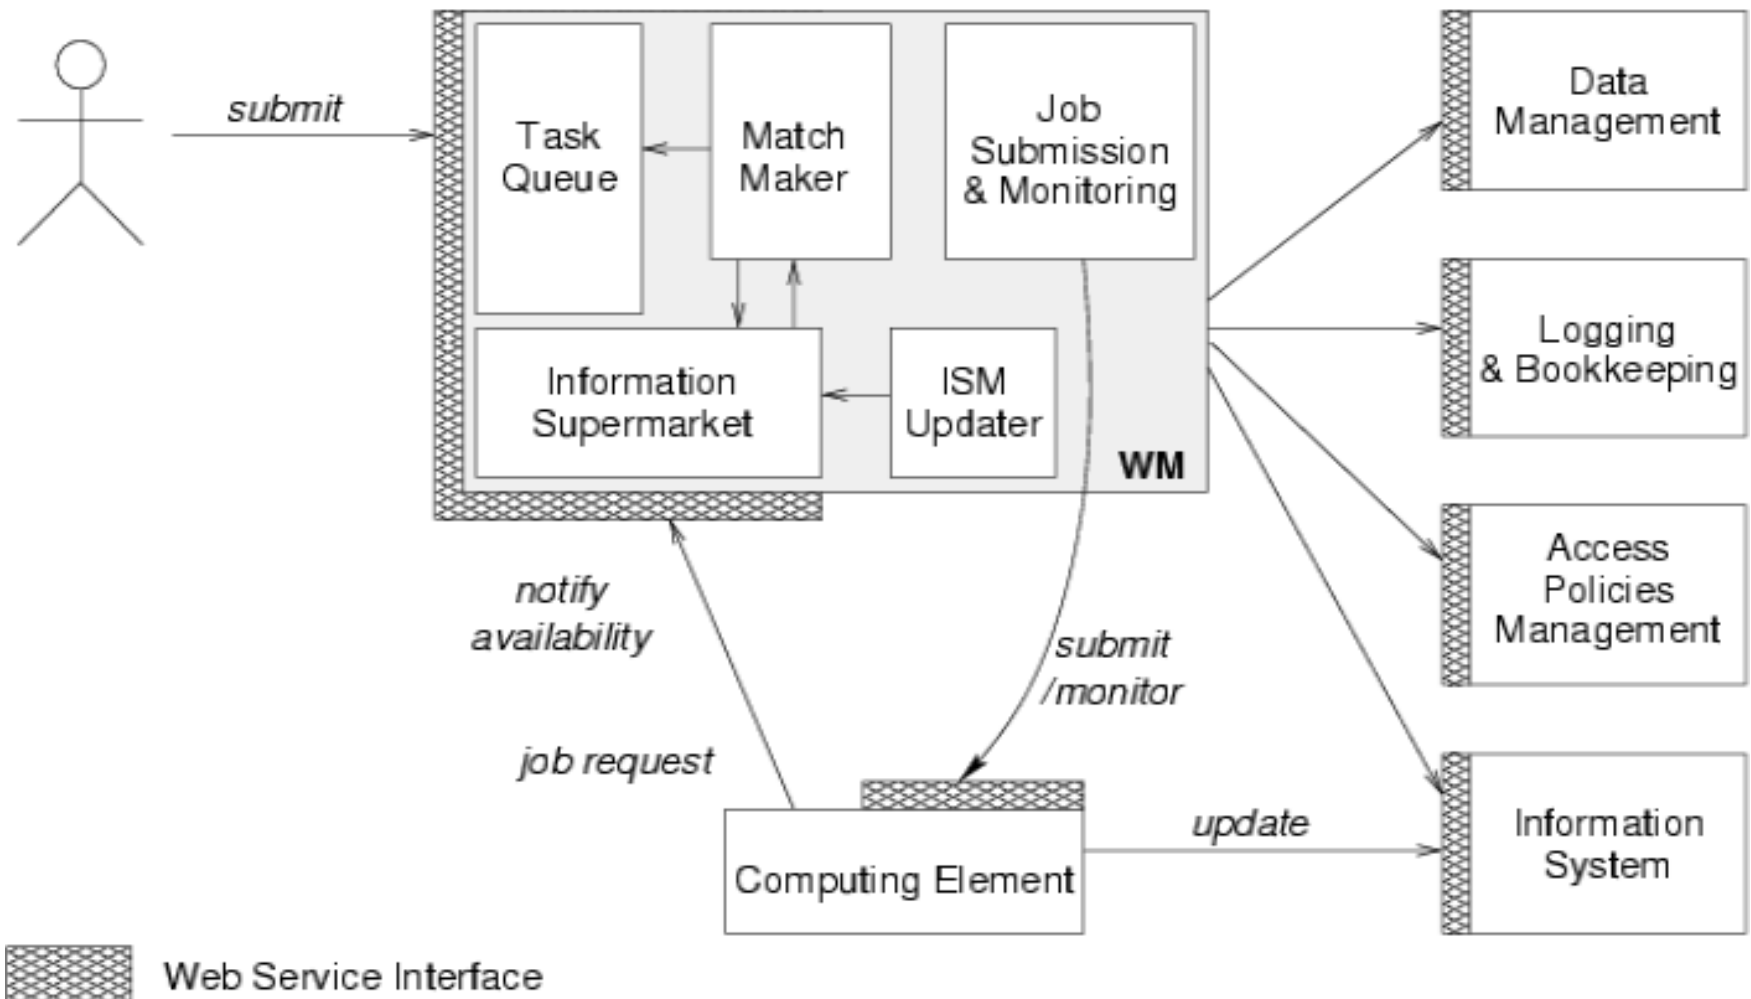 submit
Task
Queue
Match
Maker
Job
Submission
& Monitoring
Information
Supermarket
ISM
Updater
WM
Data
Management
Logging
& Bookkeeping
Access
Policies
Management
Information
System
notify
availability
job request
submit
/monitor
update
Computing Element
Web Service Interface